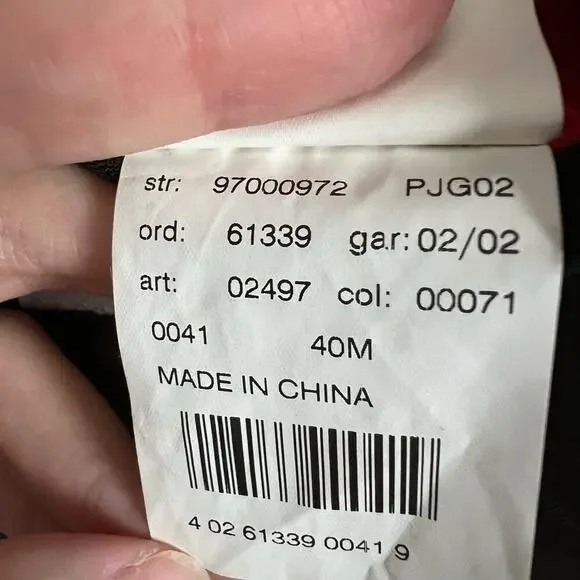 str: 97000972 PJG02
ord: 61339 gar: 02/02
art: 02497 col: 00071
0041 40M
MADE IN CHINA
4 02 61339 0041 9